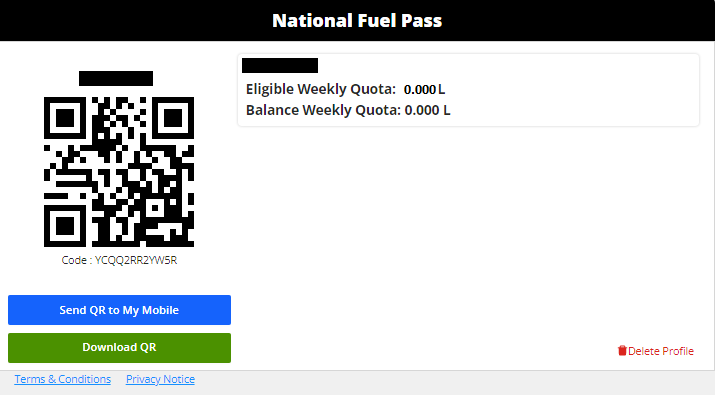 National Fuel Pass
Eligible Weekly Quota: 0.000 L
Balance Weekly Quota: 0.000 L
Code : YCQQ2RR2YW5R
Send QR to My Mobile
Download QR
Delete Profile
Terms & Conditions Privacy Notice